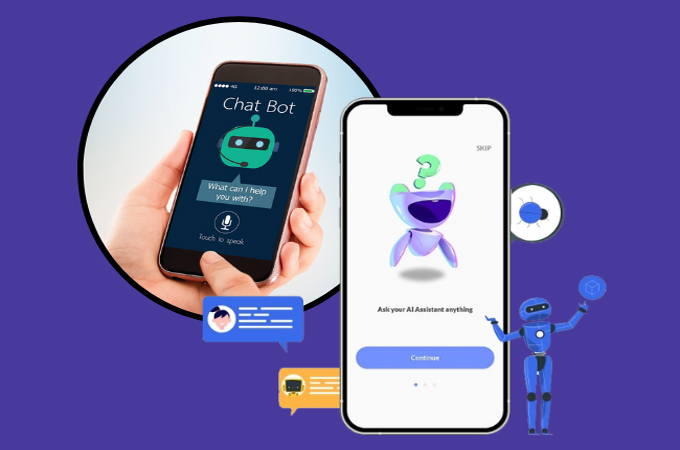 4G 12:00 am 100%
Chat Bot
What can I help
you with?
Touch to speak
SKIP
Ask your AI Assistant anything
Continue